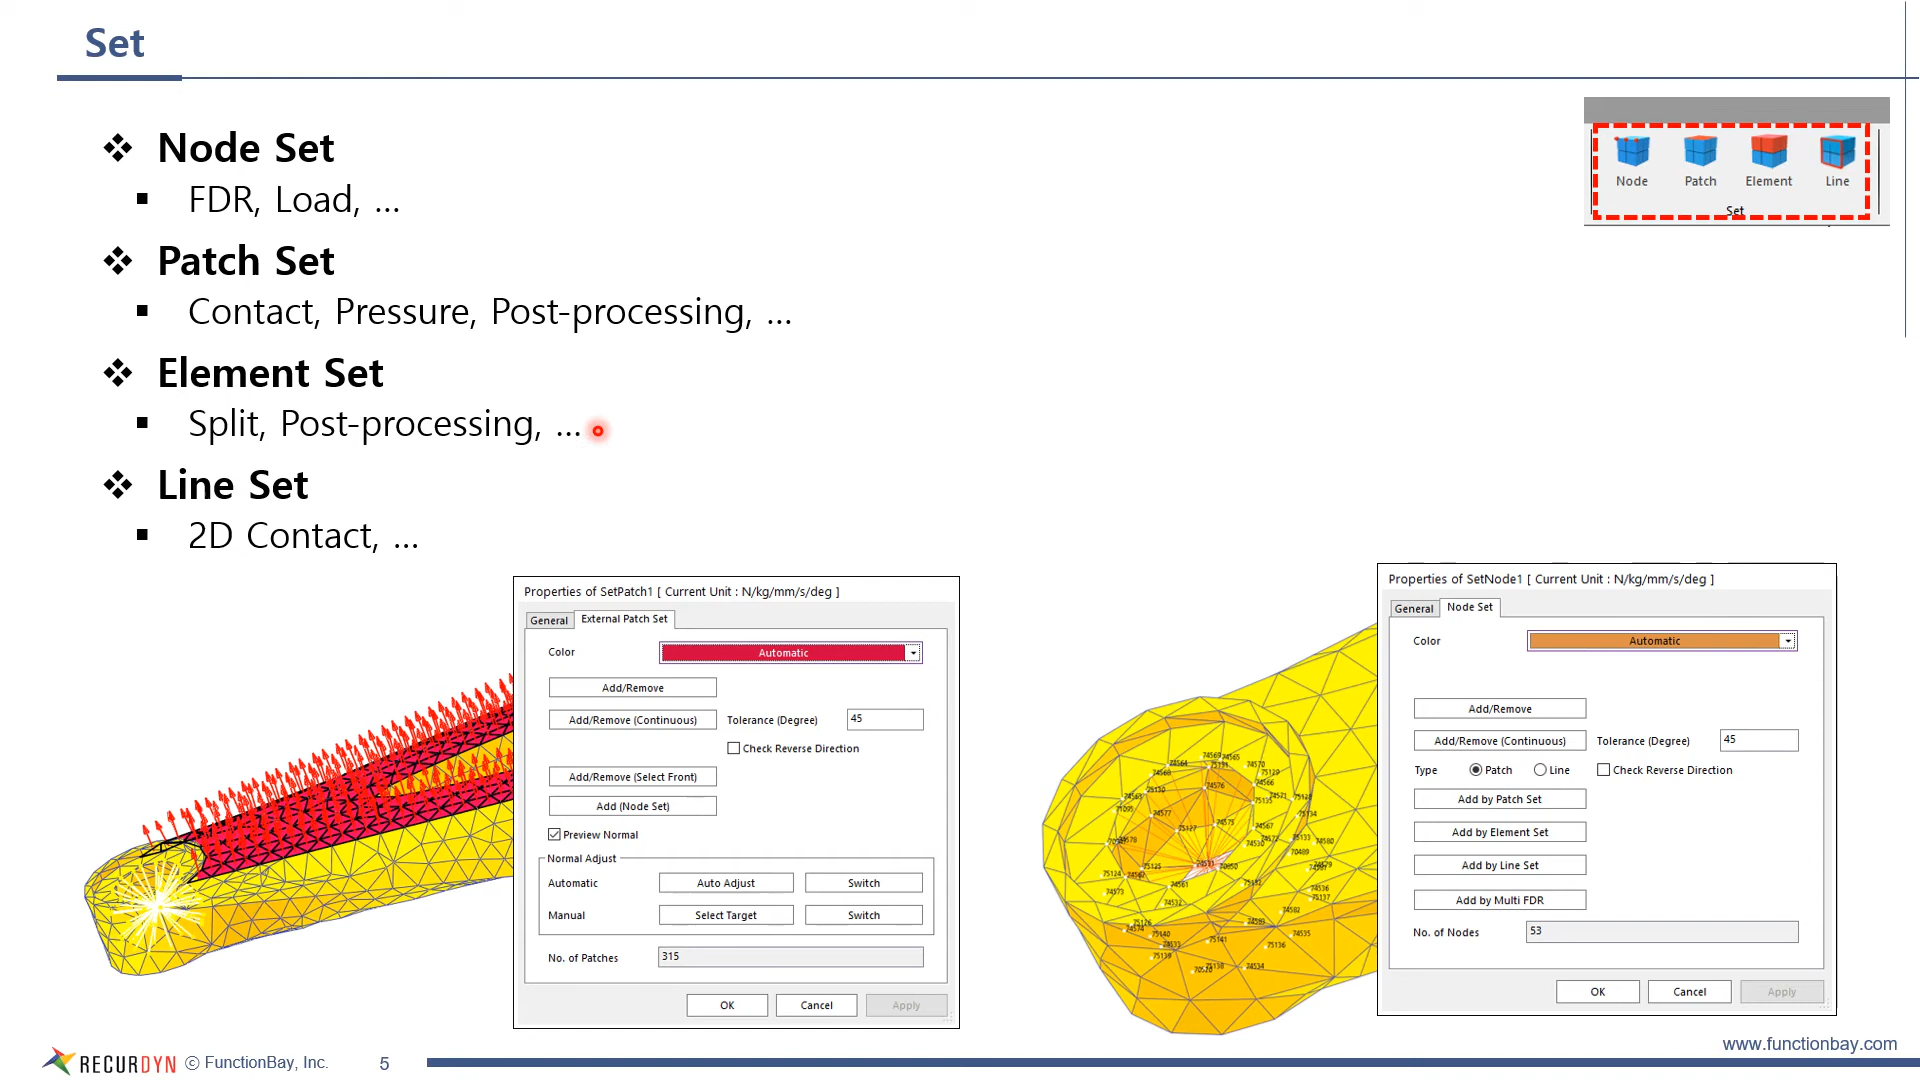 Set
❖ Node Set
▪ FDR, Load, ...
❖ Patch Set
▪ Contact, Pressure, Post-processing, ...
❖ Element Set
▪ Split, Post-processing, ...
❖ Line Set
▪ 2D Contact, ...
Node Patch Element Line
Set
Properties of SetPatch1 [ Current Unit : N/kg/mm/s/deg ]
General External Patch Set
Color Automatic
Add/Remove
Add/Remove (Continuous) Tolerance (Degree) 45
Check Reverse Direction
Add/Remove (Select Front)
Add (Node Set)
Preview Normal
Normal Adjust
Automatic Auto Adjust Switch
Manual Select Target Switch
No. of Patches 315
OK Cancel Apply
Properties of SetNode1 [ Current Unit : N/kg/mm/s/deg ]
General Node Set
Color Automatic
Add/Remove
Add/Remove (Continuous) Tolerance (Degree) 45
Type Patch Line Check Reverse Direction
Add by Patch Set
Add by Element Set
Add by Line Set
Add by Multi FDR
No. of Nodes 53
OK Cancel Apply
www.functionbay.com
RECURDYN © FunctionBay, Inc. 5